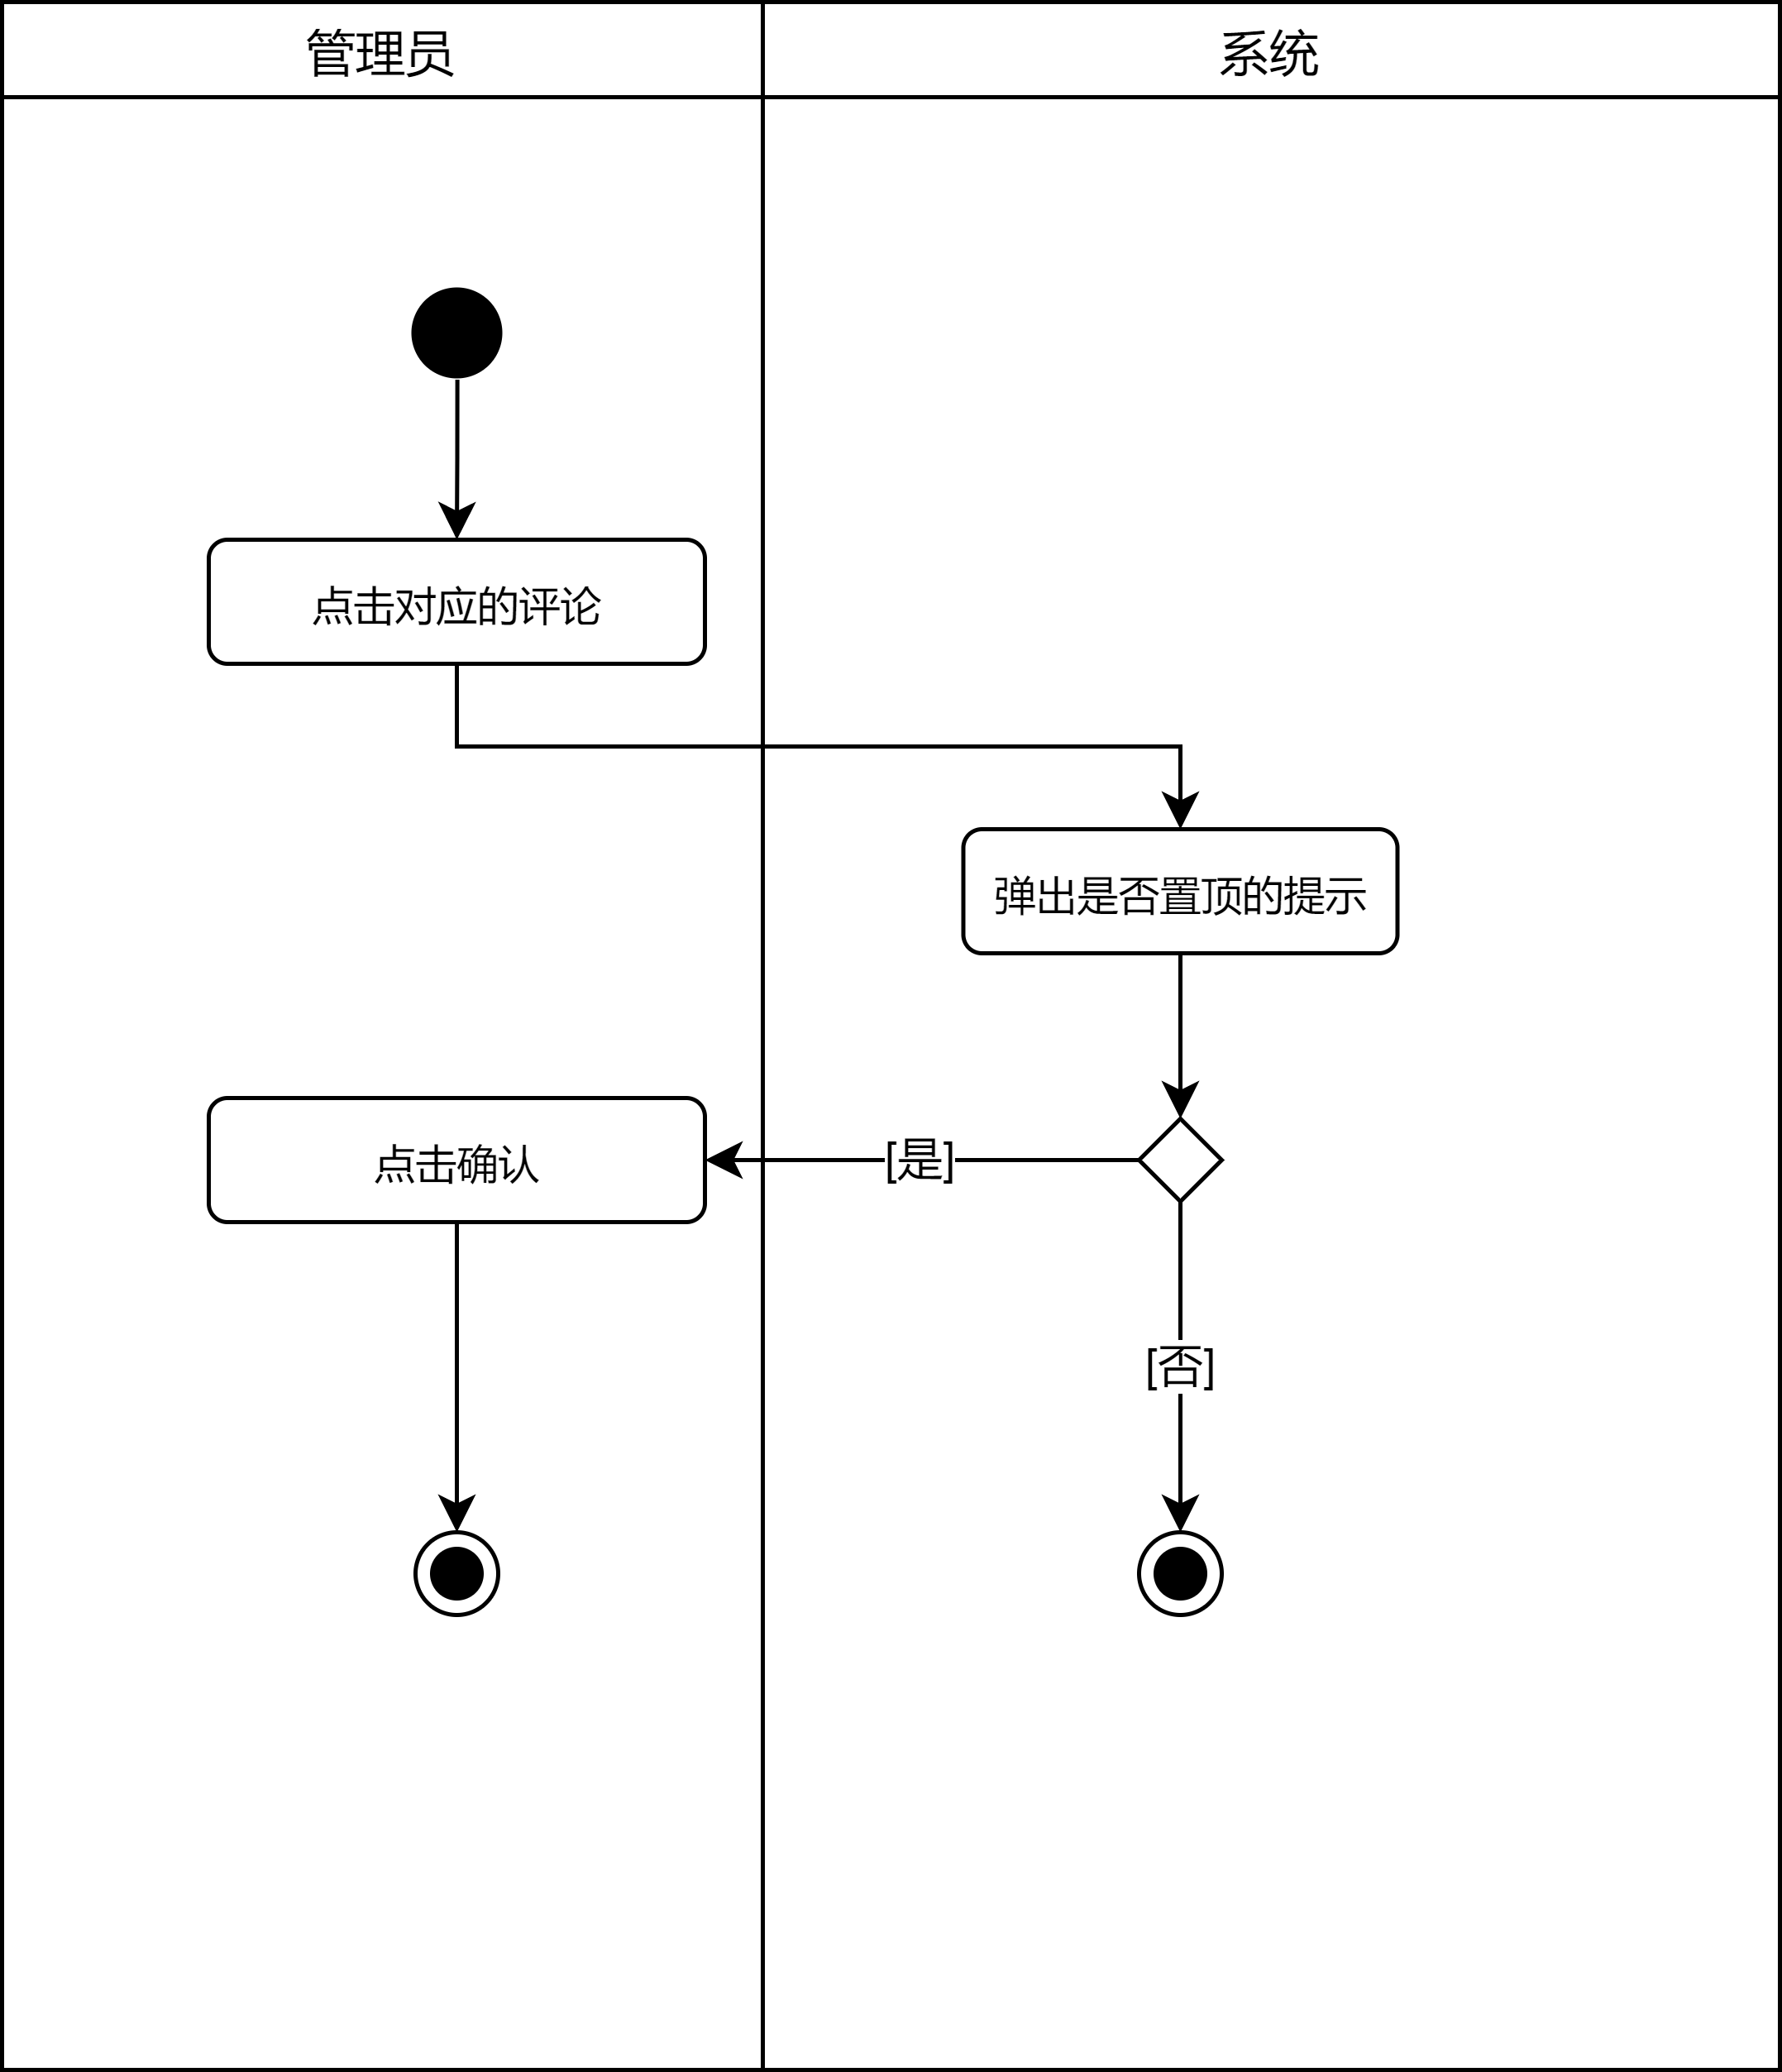 管理员
系统
点击对应的评论
弹出是否置顶的提示
点击确认
[是]
[否]